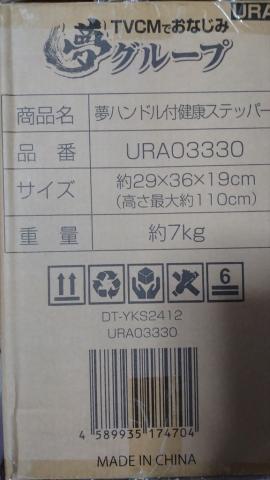 URA
TVCMでおなじみ
夢グループ
商品名 夢ハンドル付健康ステッパー
品番 URA03330
サイズ 約29×36×19cm
(高さ最大約110cm)
重量 約7kg
6
DT-YKS2412
URA03330
4 589935 174704
MADE IN CHINA